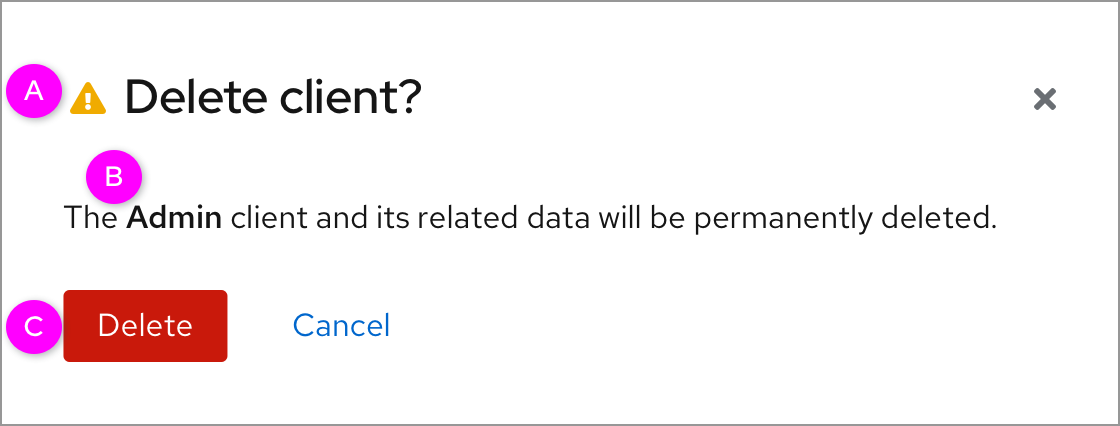 A
Delete client?
B
The Admin client and its related data will be permanently deleted.
C
Delete
Cancel